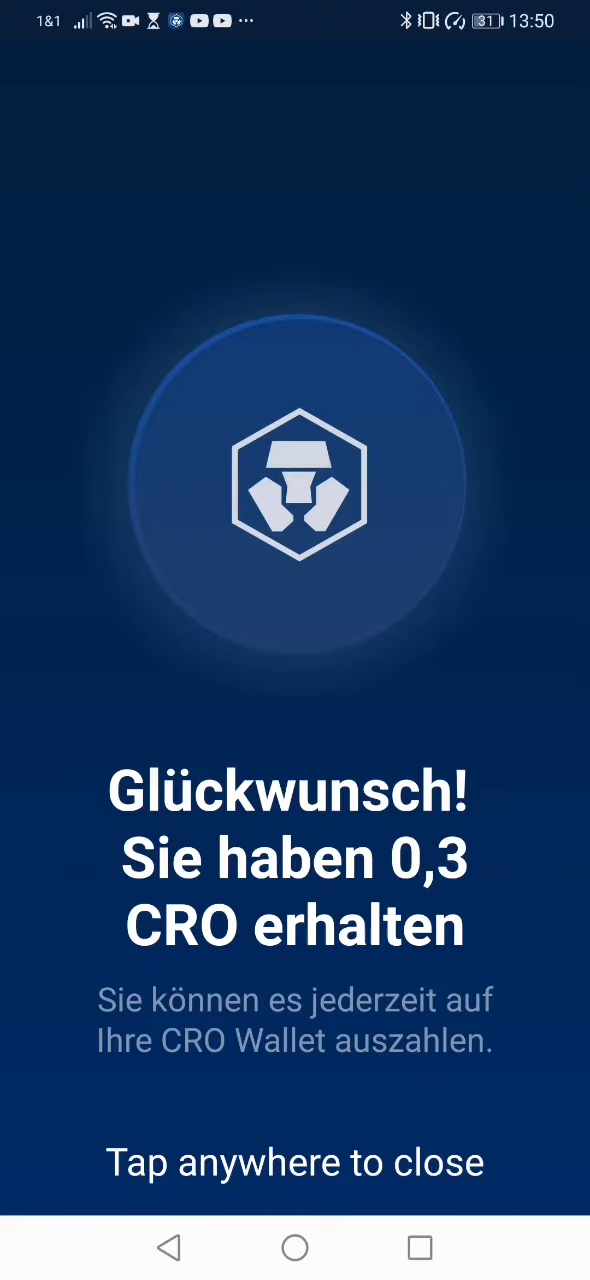 1&1 31 13:50
Glückwunsch!
Sie haben 0,3
CRO erhalten
Sie können es jederzeit auf
Ihre CRO Wallet auszahlen.
Tap anywhere to close